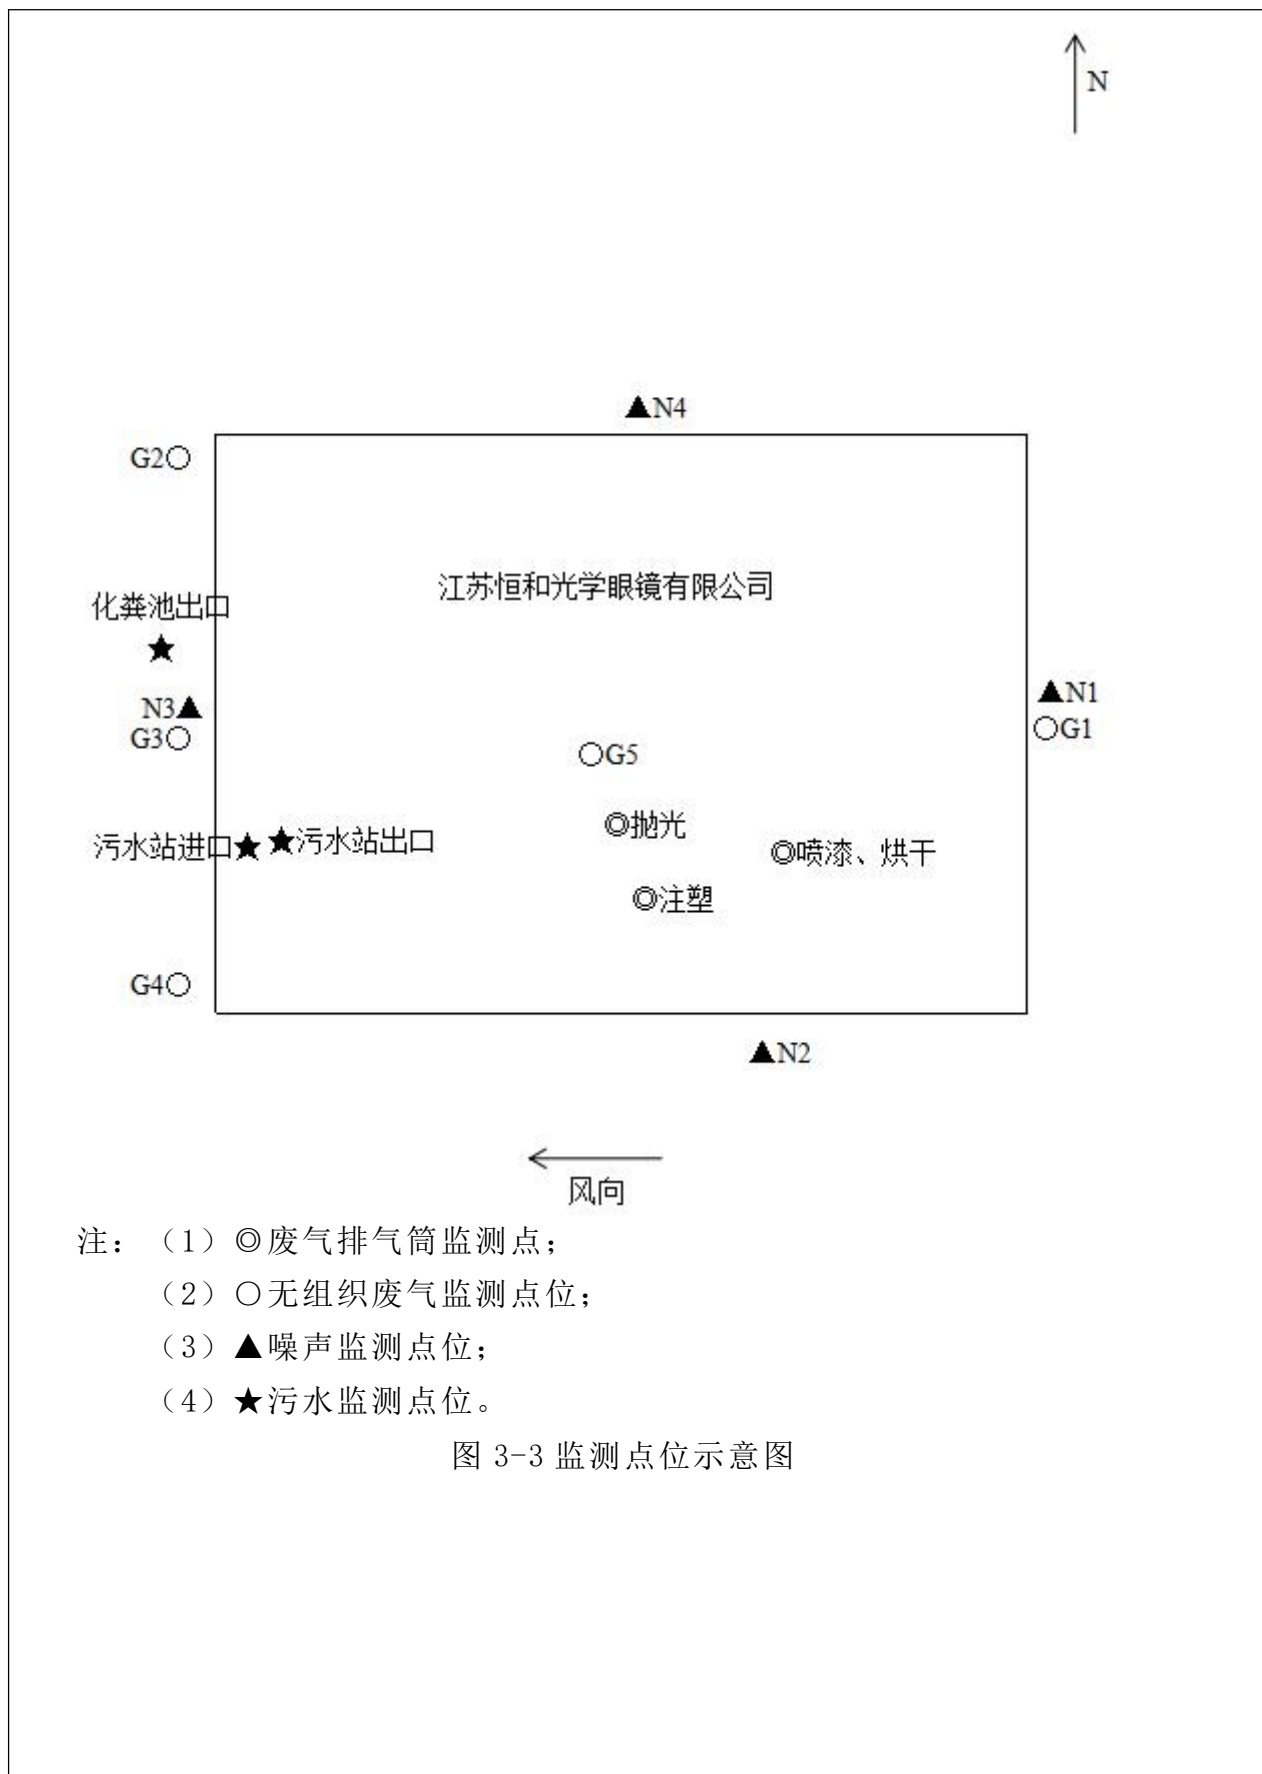 N
▲N4
G2○
江苏恒和光学眼镜有限公司
化粪池出口
★
N3▲
▲N1
G3○
○G1
○G5
◎抛光
污水站进口★ ★污水站出口
◎喷漆、烘干
◎注塑
G4○
▲N2
风向
注：（1）◎废气排气筒监测点；
（2）○无组织废气监测点位；
（3）▲噪声监测点位；
（4）★污水监测点位。
图 3-3 监测点位示意图